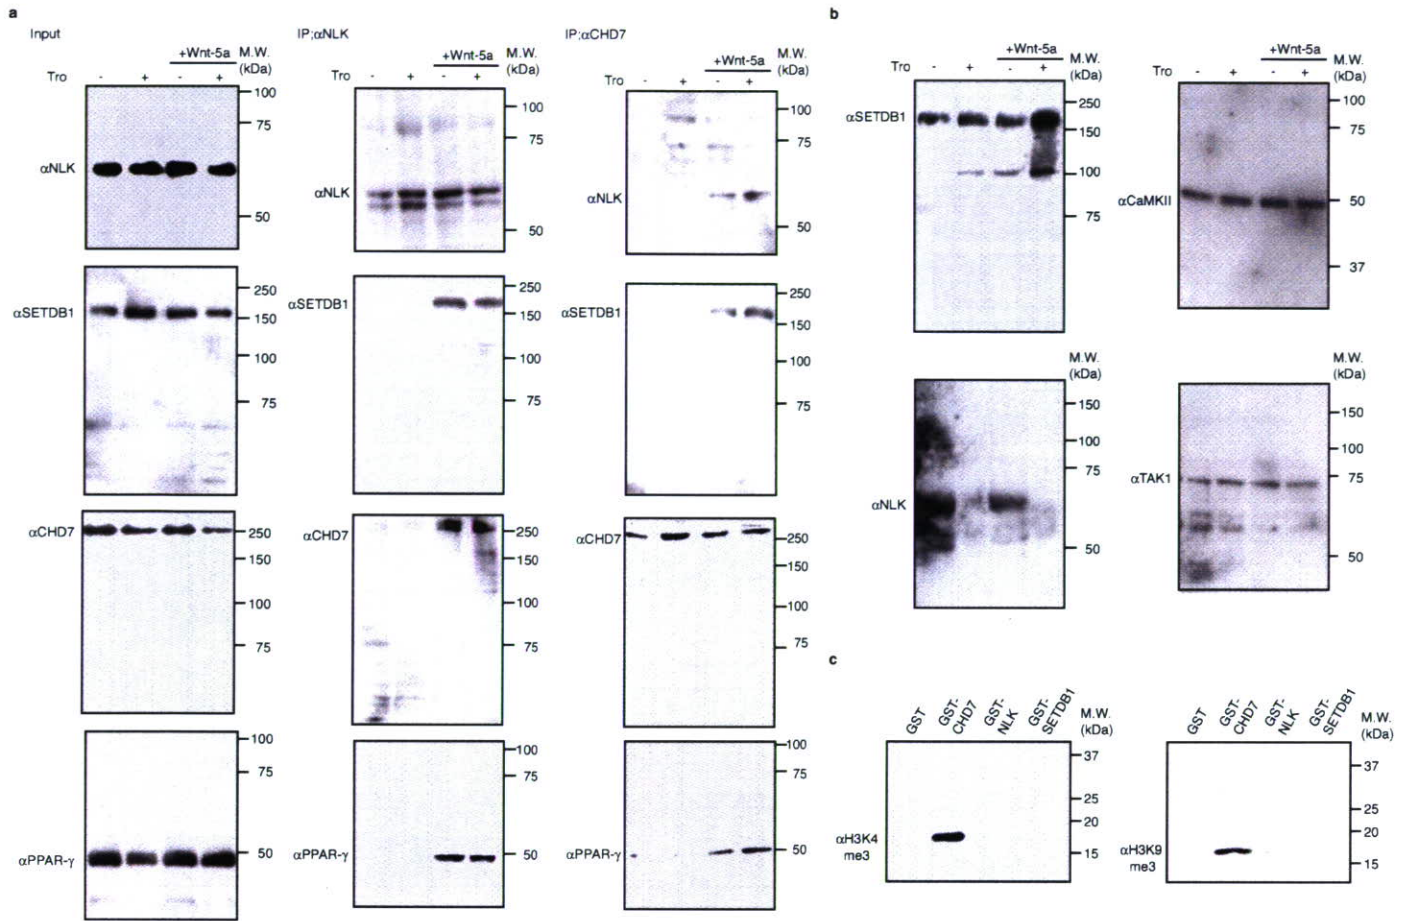 a
Input
+Wnt-5a
M.W.
(kDa)
Tro - + - +
αNLK
100
75
50
αSETDB1
250
150
100
75
αCHD7
250
150
100
75
αPPAR-γ
100
75
50
IP;αNLK
+Wnt-5a
M.W.
(kDa)
Tro - + - +
αNLK
100
75
50
αSETDB1
250
150
100
75
αCHD7
250
150
100
75
αPPAR-γ
100
75
50
IP;αCHD7
+Wnt-5a
M.W.
(kDa)
Tro - + - +
αNLK
100
75
50
αSETDB1
250
150
100
75
αCHD7
250
150
100
75
αPPAR-γ
100
75
50
b
+Wnt-5a
M.W.
(kDa)
Tro - + - +
αSETDB1
250
150
100
75
+Wnt-5a
M.W.
(kDa)
Tro - + - +
αCaMKII
100
75
50
37
M.W.
(kDa)
αNLK
150
100
75
50
M.W.
(kDa)
αTAK1
150
100
75
50
c
GST
GST-
CHD7
GST-
NLK
GST-
SETDB1
M.W.
(kDa)
αH3K4
me3
37
25
20
15
GST
GST-
CHD7
GST-
NLK
GST-
SETDB1
M.W.
(kDa)
αH3K9
me3
37
25
20
15